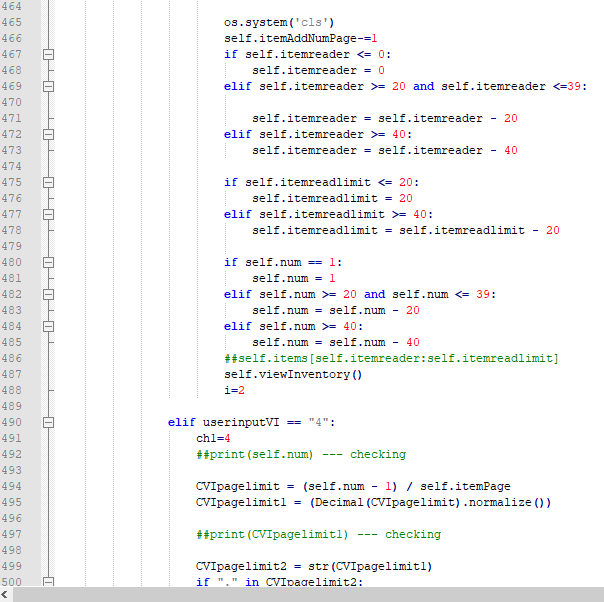 464
465 os.system('cls')
466 self.itemAddNumPage-=1
467 if self.itemreader <= 0:
468 self.itemreader = 0
469 elif self.itemreader >= 20 and self.itemreader <=39:
470
471 self.itemreader = self.itemreader - 20
472 elif self.itemreader >= 40:
473 self.itemreader = self.itemreader - 40
474
475 if self.itemreadlimit <= 20:
476 self.itemreadlimit = 20
477 elif self.itemreadlimit >= 40:
478 self.itemreadlimit = self.itemreadlimit - 20
479
480 if self.num == 1:
481 self.num = 1
482 elif self.num >= 20 and self.num <= 39:
483 self.num = self.num - 20
484 elif self.num >= 40:
485 self.num = self.num - 40
486 ##self.items[self.itemreader:self.itemreadlimit]
487 self.viewInventory()
488 i=2
489
490 elif userinputVI == "4":
491 chl=4
492 ##print(self.num) --- checking
493
494 CVIpagelimit = (self.num - 1) / self.itemPage
495 CVIpagelimit1 = (Decimal(CVIpagelimit).normalize())
496
497 ##print(CVIpagelimit1) --- checking
498
499 CVIpagelimit2 = str(CVIpagelimit1)
500 if "." in CVIpagelimit2: